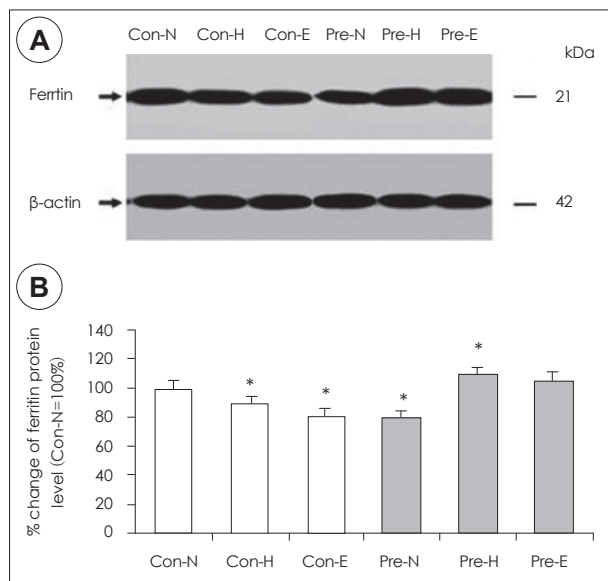 A
Con-N Con-H Con-E Pre-N Pre-H Pre-E
kDa
Ferrtin
21
β-actin
42
B
% change of ferritin protein
level (Con-N=100%)
140
120
100
80
60
40
20
0
*
*
*
*
Con-N Con-H Con-E Pre-N Pre-H Pre-E